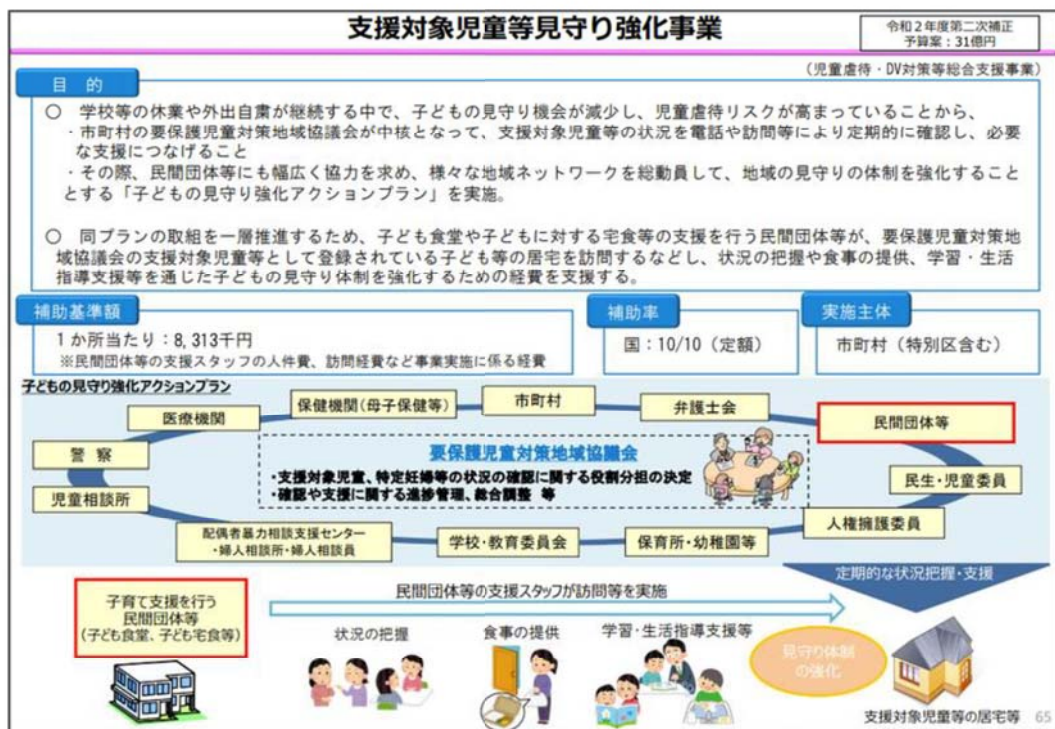 支援対象児童等見守り強化事業
令和２年度第二次補正
予算案：31億円
（児童虐待・DV対策等総合支援事業）
目 的
○　学校等の休業や外出自粛が継続する中で、子どもの見守り機会が減少し、児童虐待リスクが高まっていることから、
・市町村の要保護児童対策地域協議会が中核となって、支援対象児童等の状況を電話や訪問等により定期的に確認し、必要
な支援につなげること
・その際、民間団体等にも幅広く協力を求め、様々な地域ネットワークを総動員して、地域の見守りの体制を強化すること
とする「子どもの見守り強化アクションプラン」を実施。
○　同プランの取組を一層推進するため、子ども食堂や子どもに対する宅食等の支援を行う民間団体等が、要保護児童対策地
域協議会の支援対象児童等として登録されている子ども等の居宅を訪問するなどし、状況の把握や食事の提供、学習・生活
指導支援等を通じた子どもの見守り体制を強化するための経費を支援する。
補助基準額
１か所当たり：8,313千円
※民間団体等の支援スタッフの人件費、訪問経費など事業実施に係る経費
補助率
国：10/10（定額）
実施主体
市町村（特別区含む）
子どもの見守り強化アクションプラン
医療機関
保健機関（母子保健等）
市町村
弁護士会
民間団体等
警 察
要保護児童対策地域協議会
・支援対象児童、特定妊婦等の状況の確認に関する役割分担の決定
・確認や支援に関する進捗管理、総合調整 等
民生・児童委員
児童相談所
人権擁護委員
配偶者暴力相談支援センター
・婦人相談所・婦人相談員
学校・教育委員会
保育所・幼稚園等
定期的な状況把握・支援
子育て支援を行う
民間団体等
（子ども食堂、子ども宅食等）
民間団体等の支援スタッフが訪問等を実施
状況の把握
食事の提供
学習・生活指導支援等
見守り体制
の強化
支援対象児童等の居宅等
65